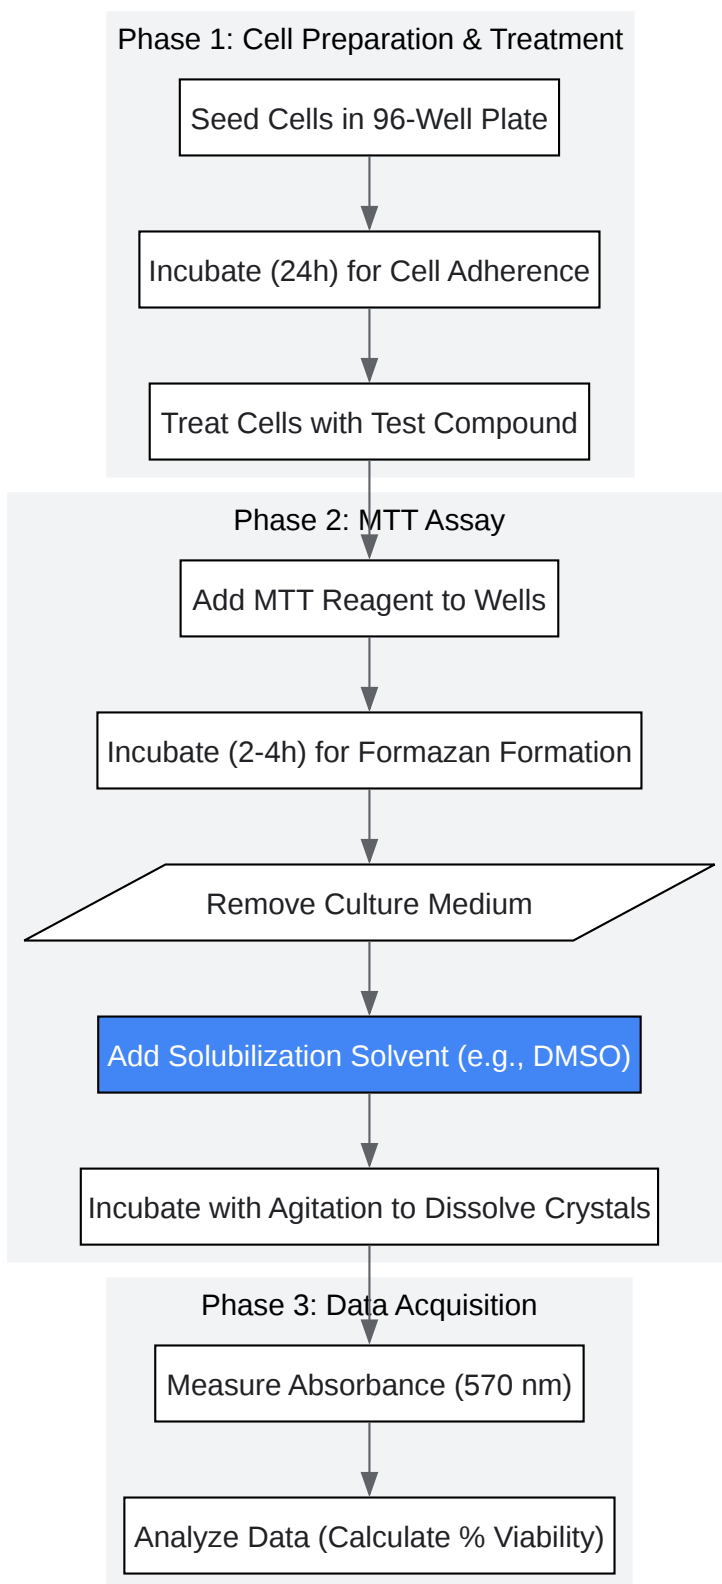 Phase 1: Cell Preparation & Treatment
Seed Cells in 96-Well Plate
Incubate (24h) for Cell Adherence
Treat Cells with Test Compound
Phase 2: MTT Assay
Add MTT Reagent to Wells
Incubate (2-4h) for Formazan Formation
Remove Culture Medium
Add Solubilization Solvent (e.g., DMSO)
Incubate with Agitation to Dissolve Crystals
Phase 3: Data Acquisition
Measure Absorbance (570 nm)
Analyze Data (Calculate % Viability)